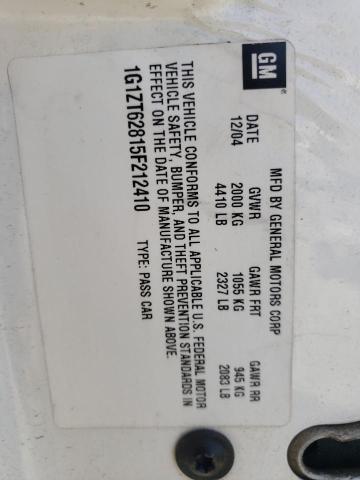 GM
MFD BY GENERAL MOTORS CORP
DATE GVWR GAWR FRT GAWR RR
12/04 2000 KG 1055 KG 945 KG
4410 LB 2327 LB 2083 LB
THIS VEHICLE CONFORMS TO ALL APPLICABLE U.S. FEDERAL MOTOR
VEHICLE SAFETY, BUMPER, AND THEFT PREVENTION STANDARDS IN
EFFECT ON THE DATE OF MANUFACTURE SHOWN ABOVE.
1G1ZT62815F212410 TYPE: PASS CAR